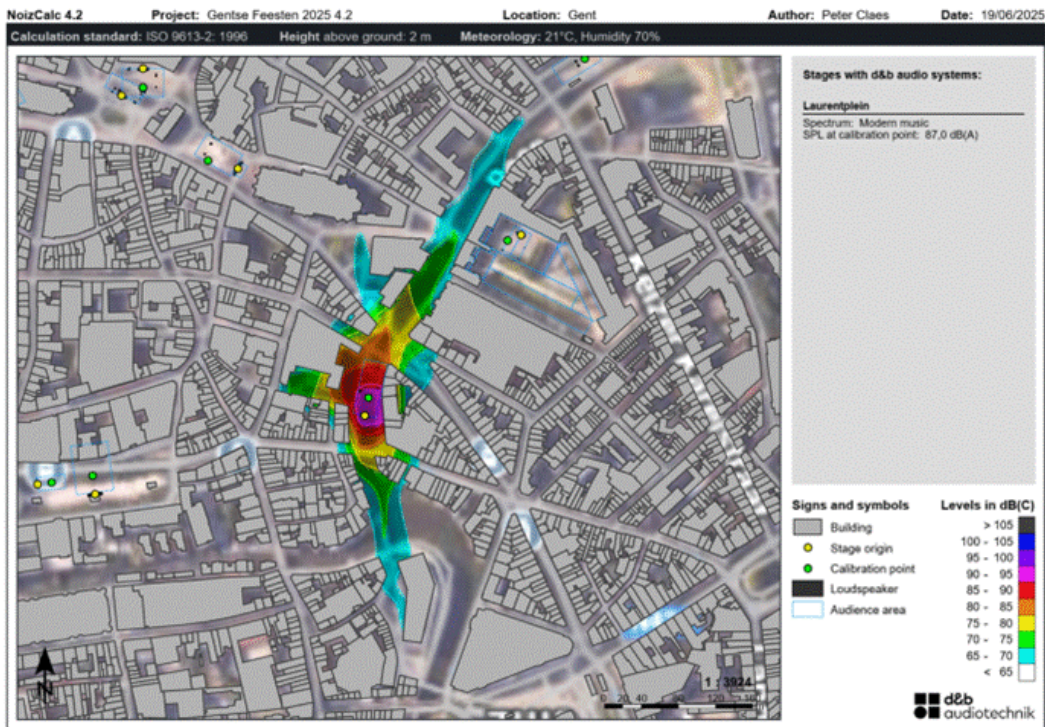 NoizCalc 4.2 Project: Gentse Feesten 2025 4.2 Location: Gent Author: Peter Claes Date: 19/06/2025
Calculation standard: ISO 9613-2: 1996 Height above ground: 2 m Meteorology: 21°C, Humidity 70%
Stages with d&b audio systems:
Laurentplein
Spectrum: Modern music
SPL at calibration point: 87,0 dB(A)
Signs and symbols
Building
Stage origin
Calibration point
Loudspeaker
Audience area
Levels in dB(C)
> 105
100 - 105
95 - 100
90 - 95
85 - 90
80 - 85
75 - 80
70 - 75
65 - 70
< 65
N
1 : 3924
0 20 40 80 120 160
d&b
audiotechnik